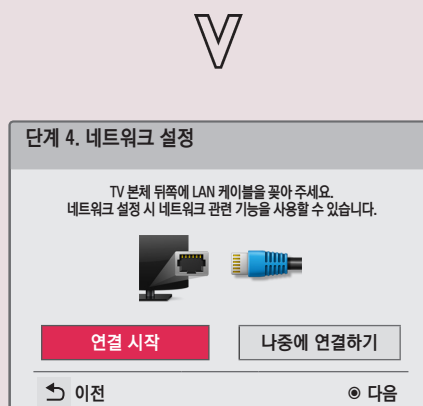 단계 4. 네트워크 설정
TV 본체 뒤쪽에 LAN 케이블을 꽂아 주세요.
네트워크 설정 시 네트워크 관련 기능을 사용할 수 있습니다.
연결 시작
나중에 연결하기
이전
다음